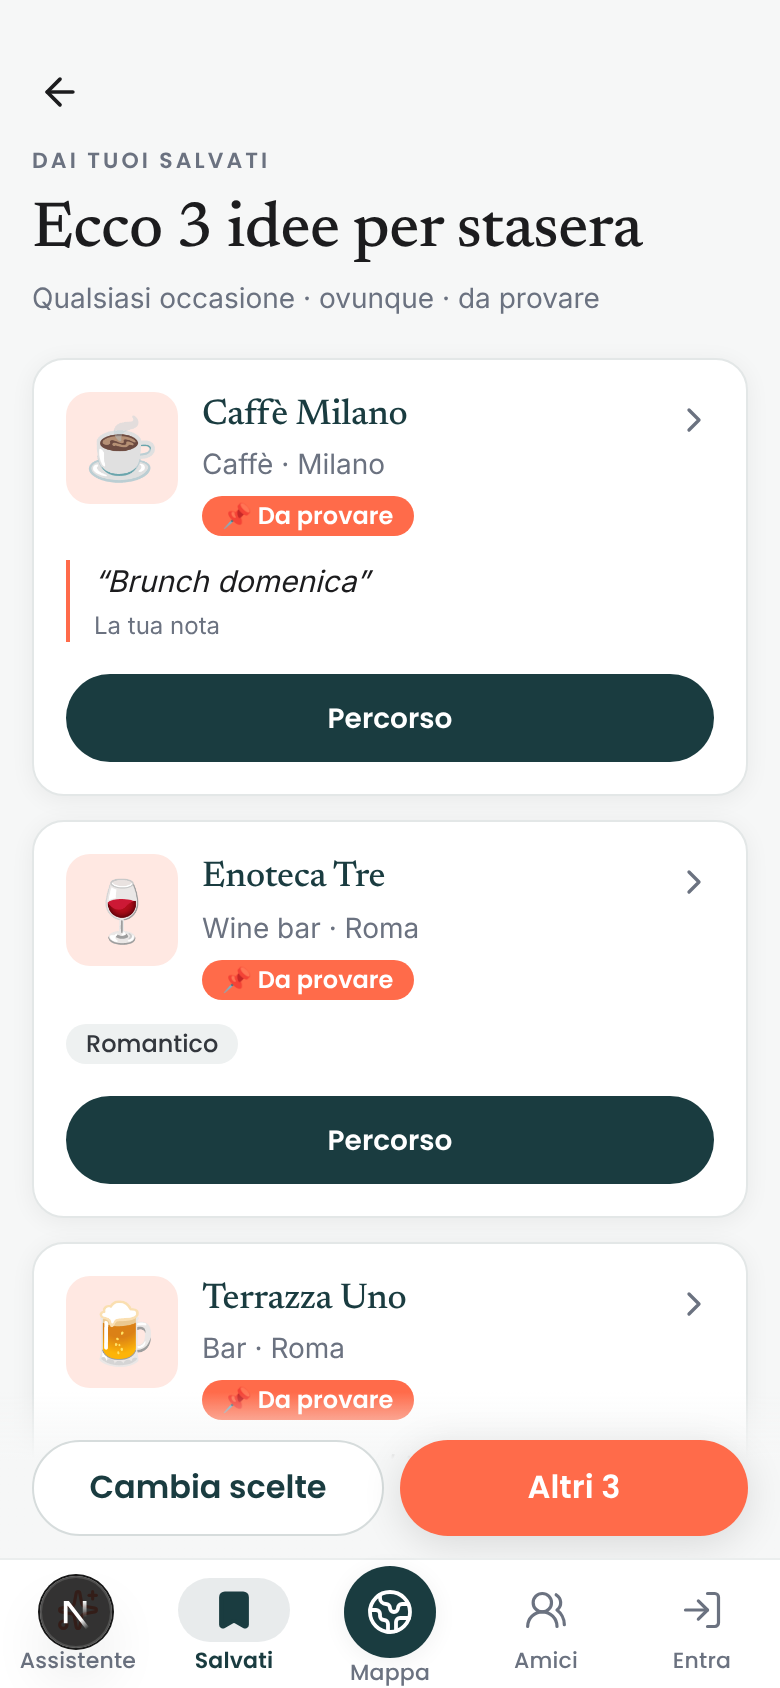 DAI TUOI SALVATI
Ecco 3 idee per stasera
Qualsiasi occasione · ovunque · da provare
Caffè Milano
Caffè · Milano
📌 Da provare
“Brunch domenica”
La tua nota
Percorso
Enoteca Tre
Wine bar · Roma
📌 Da provare
Romantico
Percorso
Terrazza Uno
Bar · Roma
📌 Da provare
Cambia scelte
Altri 3
N
Assistente
Salvati
Mappa
Amici
Entra